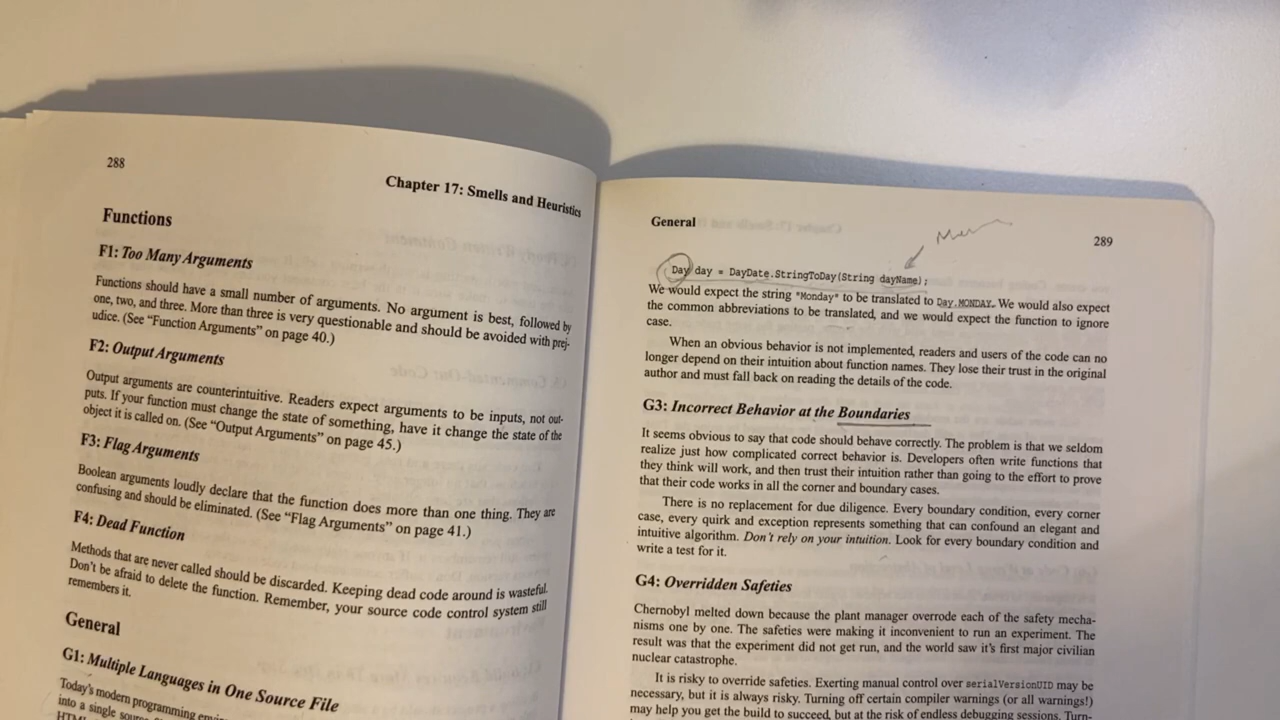 288
Chapter 17: Smells and Heuristics
Functions
F1: Too Many Arguments
Functions should have a small number of arguments. No argument is best, followed by
one, two, and three. More than three is very questionable and should be avoided with prej-
udice. (See “Function Arguments” on page 40.)
F2: Output Arguments
Output arguments are counterintuitive. Readers expect arguments to be inputs, not out-
puts. If your function must change the state of something, have it change the state of the
object it is called on. (See “Output Arguments” on page 45.)
F3: Flag Arguments
Boolean arguments loudly declare that the function does more than one thing. They are
confusing and should be eliminated. (See “Flag Arguments” on page 41.)
F4: Dead Function
Methods that are never called should be discarded. Keeping dead code around is wasteful.
Don’t be afraid to delete the function. Remember, your source code control system still
remembers it.
General
G1: Multiple Languages in One Source File
Today’s modern programming
into a single
General
289
Day day = DayDate.StringToDay(String dayName);
We would expect the string "Monday" to be translated to Day.MONDAY. We would also expect
the common abbreviations to be translated, and we would expect the function to ignore
case.
When an obvious behavior is not implemented, readers and users of the code can no
longer depend on their intuition about function names. They lose their trust in the original
author and must fall back on reading the details of the code.
G3: Incorrect Behavior at the Boundaries
It seems obvious to say that code should behave correctly. The problem is that we seldom
realize just how complicated correct behavior is. Developers often write functions that
they think will work, and then trust their intuition rather than going to the effort to prove
that their code works in all the corner and boundary cases.
There is no replacement for due diligence. Every boundary condition, every corner
case, every quirk and exception represents something that can confound an elegant and
intuitive algorithm. Don’t rely on your intuition. Look for every boundary condition and
write a test for it.
G4: Overridden Safeties
Chernobyl melted down because the plant manager overrode each of the safety mecha-
nisms one by one. The safeties were making it inconvenient to run an experiment. The
result was that the experiment did not get run, and the world saw it’s first major civilian
nuclear catastrophe.
It is risky to override safeties. Exerting manual control over serialVersionUID may be
necessary, but it is always risky. Turning off certain compiler warnings (or all warnings!)
may help you get the build to succeed, but at the risk of endless debugging sessions. Turn-